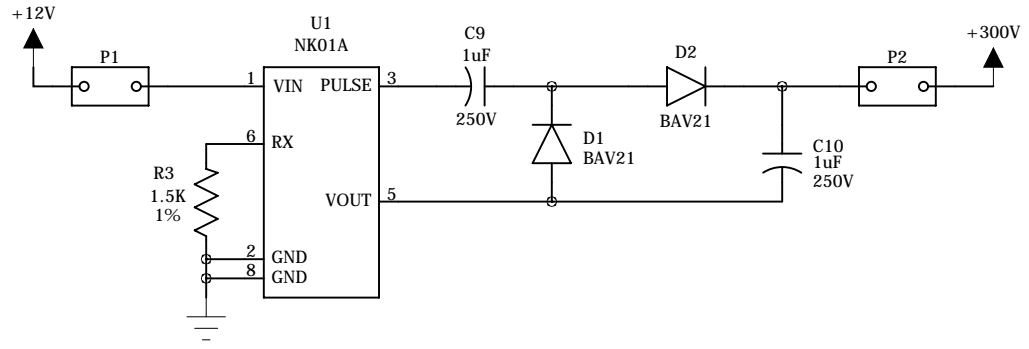 +12V
P1
U1
NK01A
1
VIN
PULSE
3
6
RX
R3
1.5K
1%
VOUT
5
2
GND
8
GND
C9
1uF
250V
D1
BAV21
D2
BAV21
C10
1uF
250V
P2
+300V